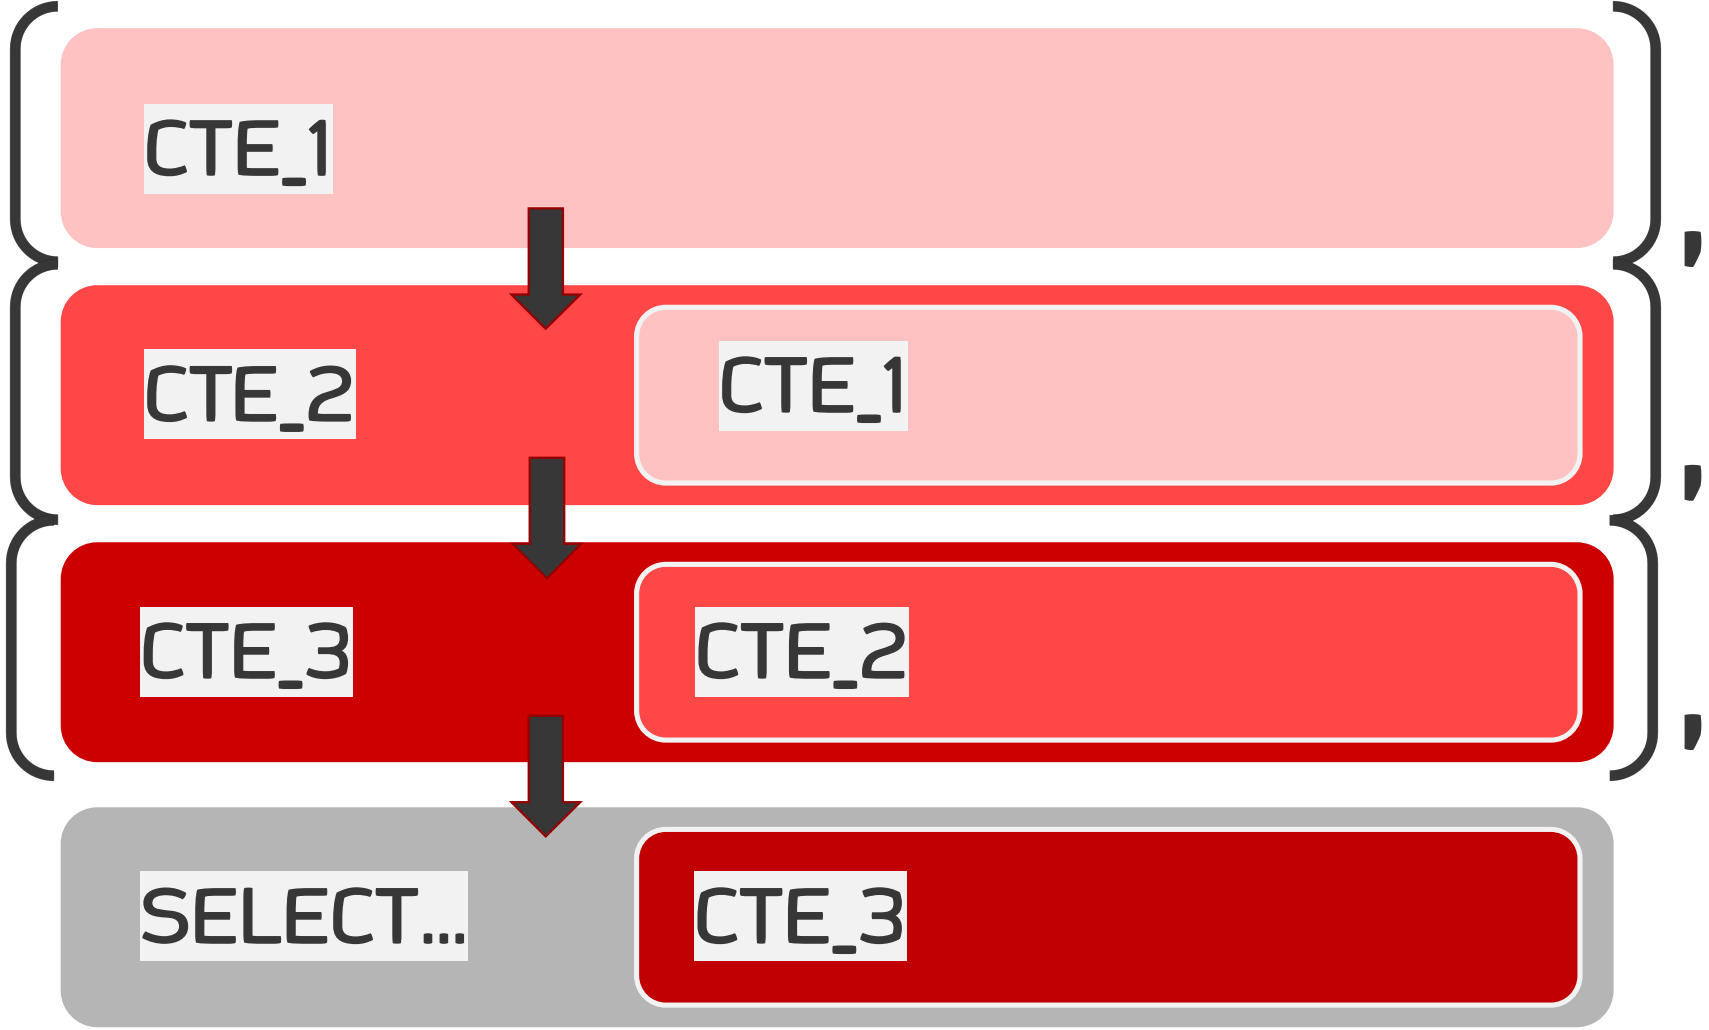 CTE_1
,
CTE_2 CTE_1
,
CTE_3 CTE_2
,
SELECT... CTE_3